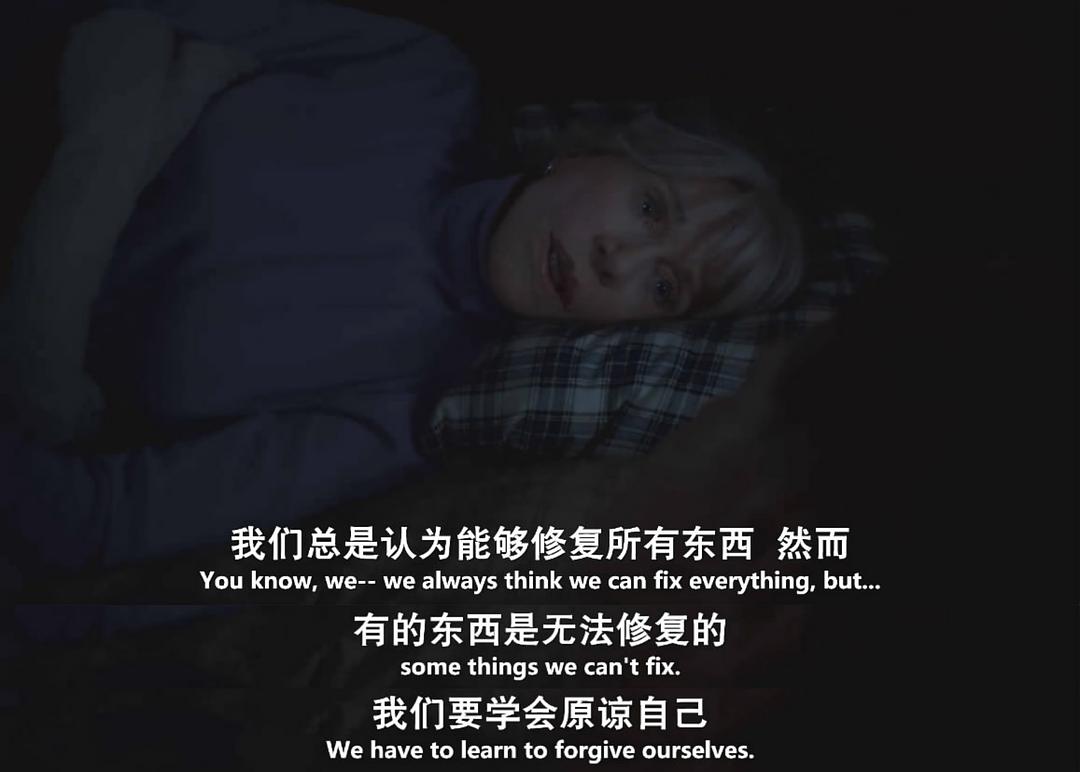 我们总是认为能够修复所有东西 然而
You know, we-- we always think we can fix everything, but...
有的东西是无法修复的
some things we can't fix.
我们要学会原谅自己
We have to learn to forgive ourselves.